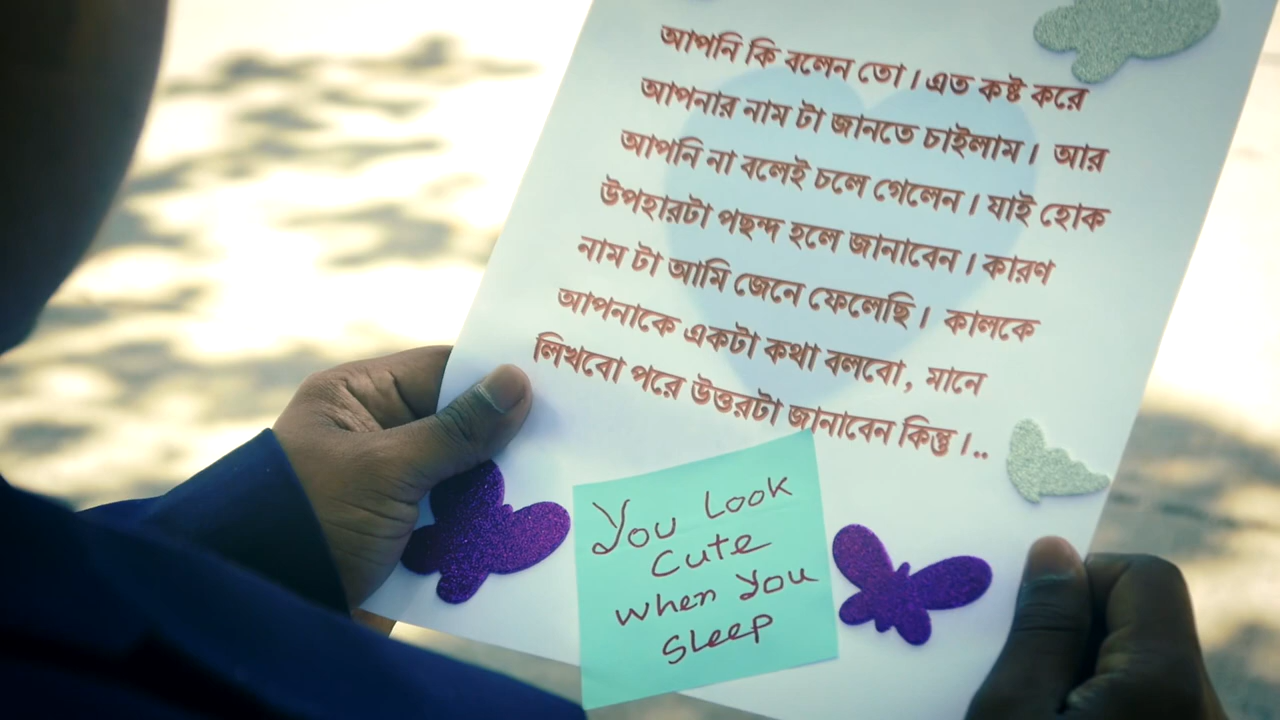 আপনি কি বলেন তো। এত কষ্ট করে
আপনার নাম টা জানতে চাইলাম। আর
আপনি না বলেই চলে গেলেন। যাই হোক
উপহারটা পছন্দ হলে জানাবেন। কারণ
নাম টা আমি জেনে ফেলেছি। কালকে
আপনাকে একটা কথা বলবো, মানে
লিখবো পরে উত্তরটা জানাবেন কিন্তু।..
You Look
Cute
when You
Sleep